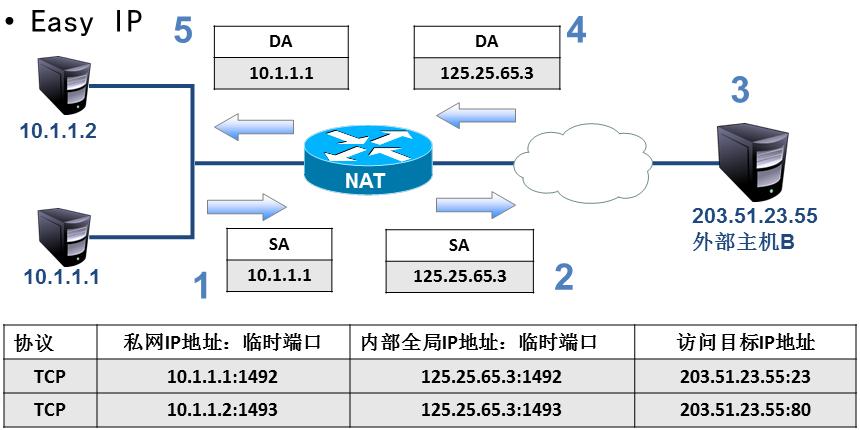 • Easy IP
5
DA
10.1.1.1
DA
125.25.65.3
4
3
10.1.1.2
NAT
203.51.23.55
外部主机B
10.1.1.1
1
SA
10.1.1.1
SA
125.25.65.3
2
协议 私网IP地址：临时端口 内部全局IP地址：临时端口 访问目标IP地址
TCP 10.1.1.1:1492 125.25.65.3:1492 203.51.23.55:23
TCP 10.1.1.2:1493 125.25.65.3:1493 203.51.23.55:80